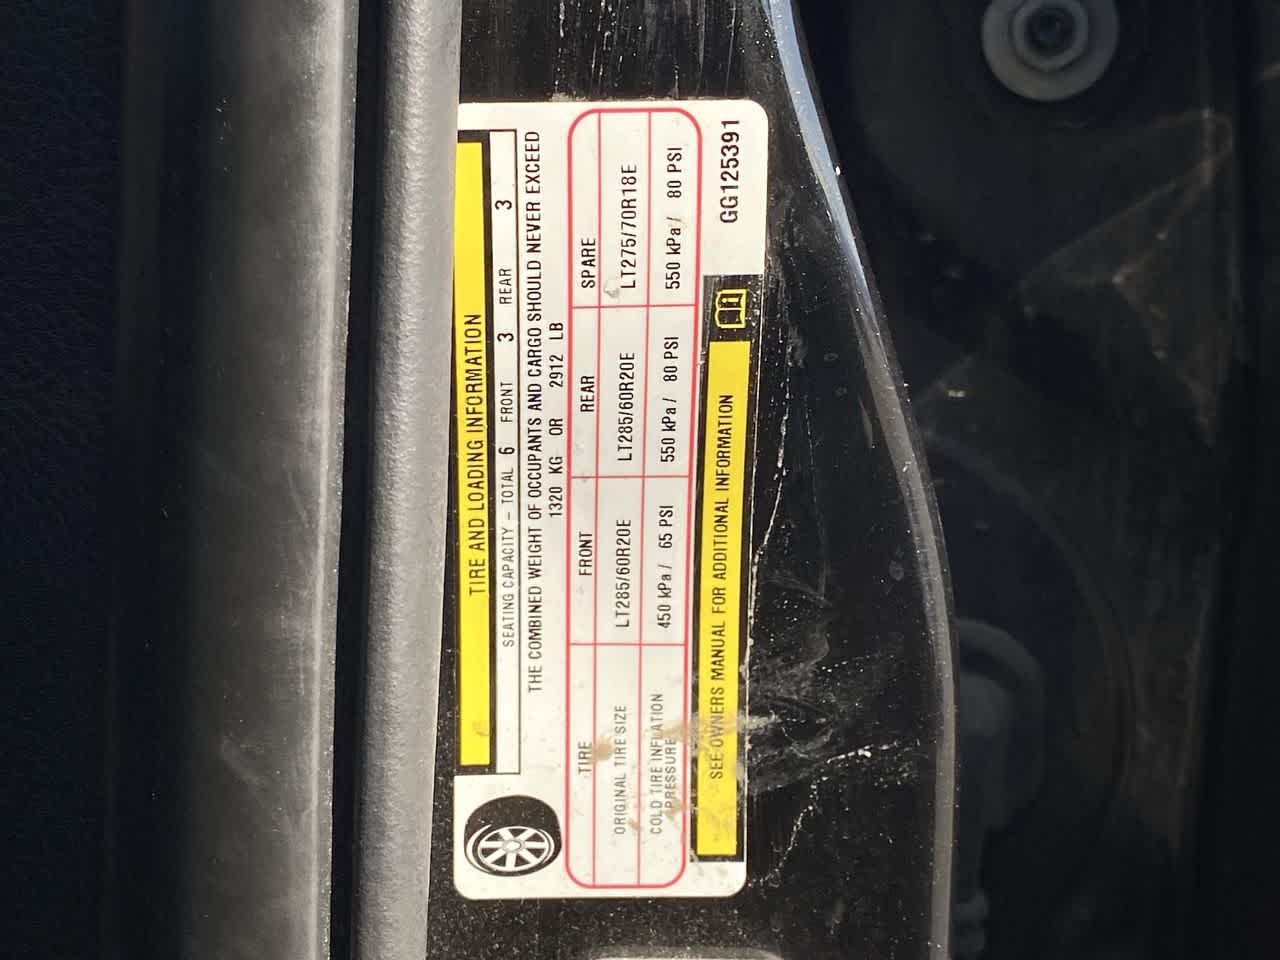 TIRE AND LOADING INFORMATION
SEATING CAPACITY - TOTAL 6 FRONT 3 REAR 3
THE COMBINED WEIGHT OF OCCUPANTS AND CARGO SHOULD NEVER EXCEED
1320 KG OR 2912 LB
TIRE FRONT REAR SPARE
ORIGINAL TIRE SIZE LT285/60R20E LT285/60R20E LT275/70R18E
COLD TIRE INFLATION PRESSURE 450 kPa/ 65 PSI 550 kPa/ 80 PSI 550 kPa/ 80 PSI
SEE OWNERS MANUAL FOR ADDITIONAL INFORMATION
GG125391